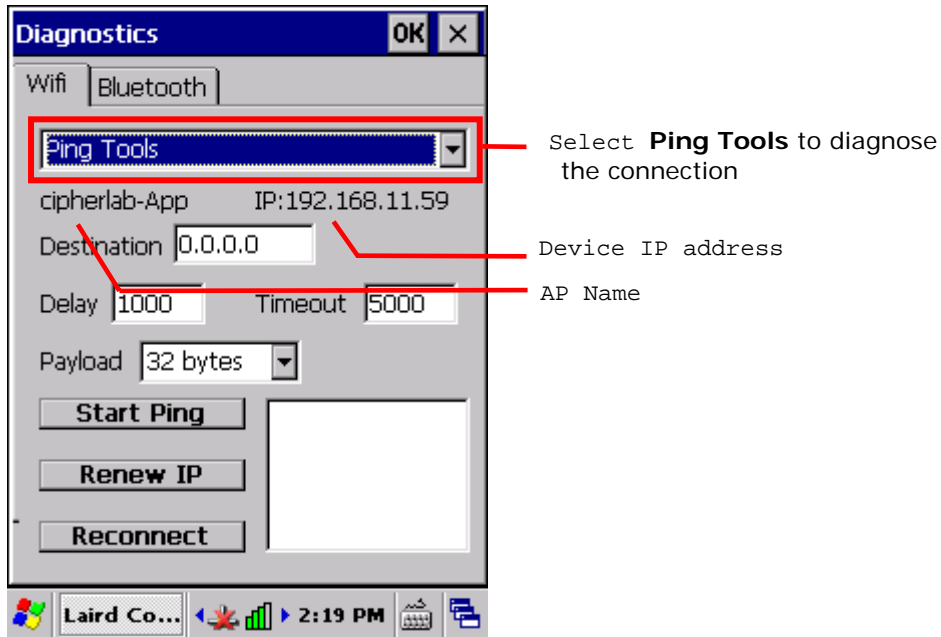 Diagnostics OK ×
Wifi Bluetooth
Ping Tools
Select Ping Tools to diagnose
the connection
cipherlab-App IP:192.168.11.59
Destination 0.0.0.0
Device IP address
AP Name
Delay 1000 Timeout 5000
Payload 32 bytes
Start Ping
Renew IP
Reconnect
Laird Co... 2:19 PM